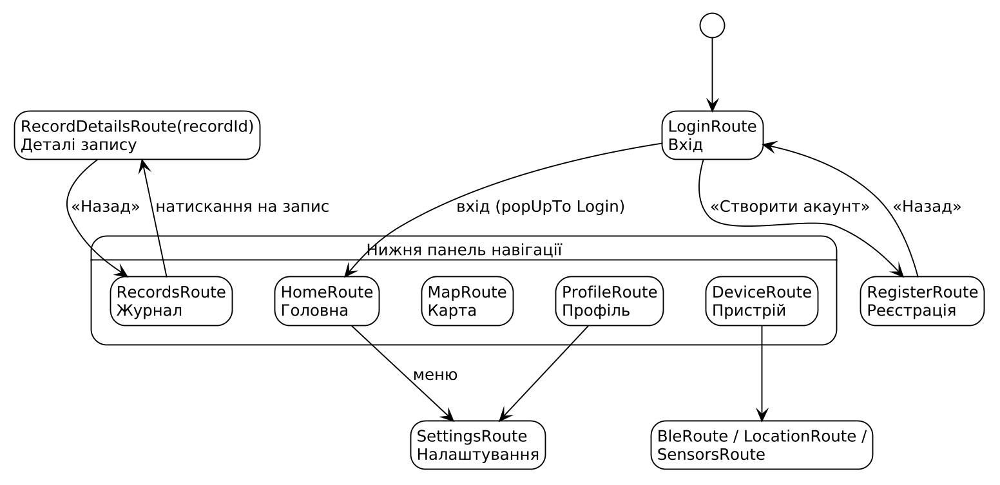 RecordDetailsRoute(recordId)
Деталі запису
LoginRoute
Вхід
«Назад»
натискання на запис
вхід (popUpTo Login)
«Створити акаунт»
«Назад»
Нижня панель навігації
RecordsRoute
Журнал
HomeRoute
Головна
MapRoute
Карта
ProfileRoute
Профіль
DeviceRoute
Пристрій
RegisterRoute
Реєстрація
меню
SettingsRoute
Налаштування
BleRoute / LocationRoute /
SensorsRoute